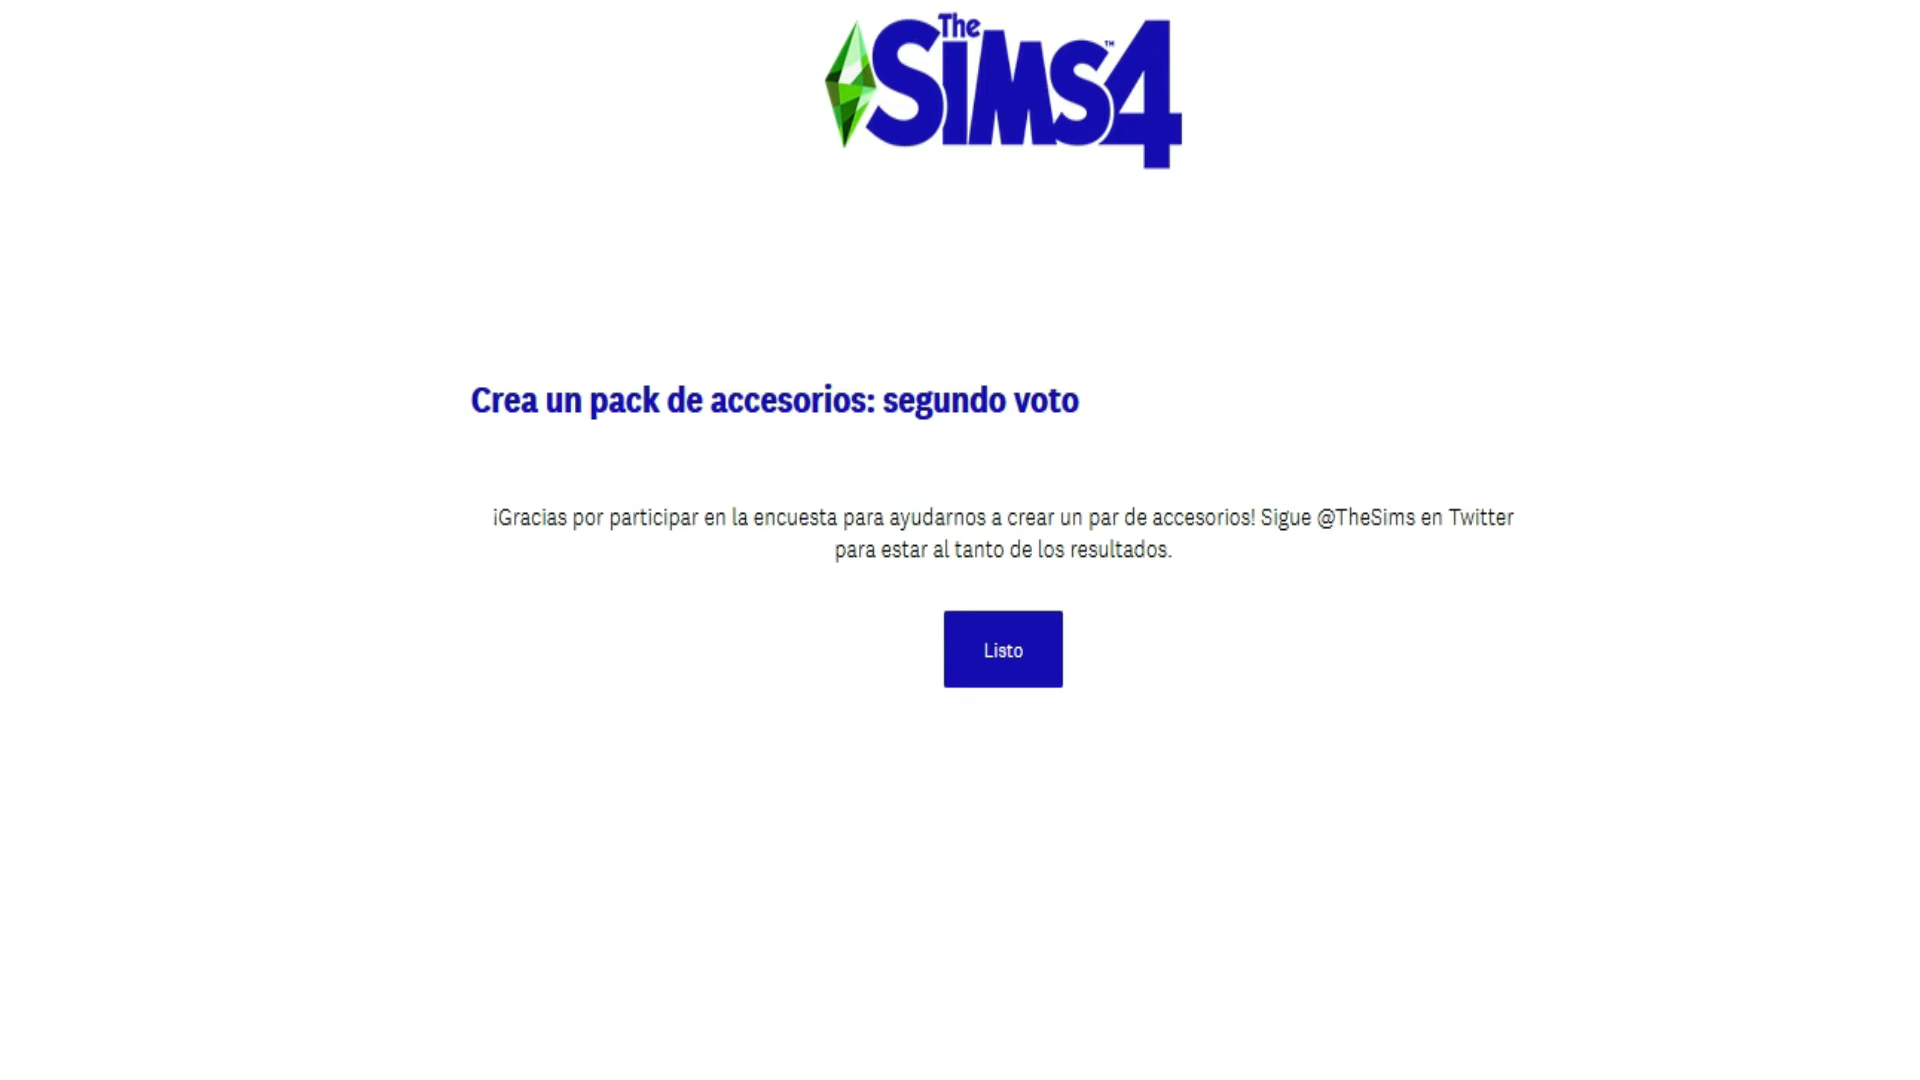 The
SiMS4™
Crea un pack de accesorios: segundo voto
¡Gracias por participar en la encuesta para ayudarnos a crear un par de accesorios! Sigue @TheSims en Twitter
para estar al tanto de los resultados.
Listo